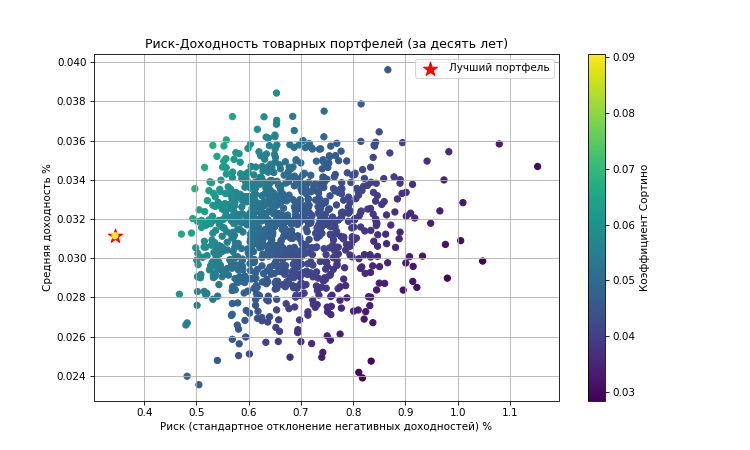 Риск-Доходность товарных портфелей (за десять лет)
Лучший портфель
Средняя доходность %
0.040
0.038
0.036
0.034
0.032
0.030
0.028
0.026
0.024
0.4 0.5 0.6 0.7 0.8 0.9 1.0 1.1
Риск (стандартное отклонение негативных доходностей) %
0.09
0.08
0.07
0.06
0.05
0.04
0.03
Коэффициент Сортино